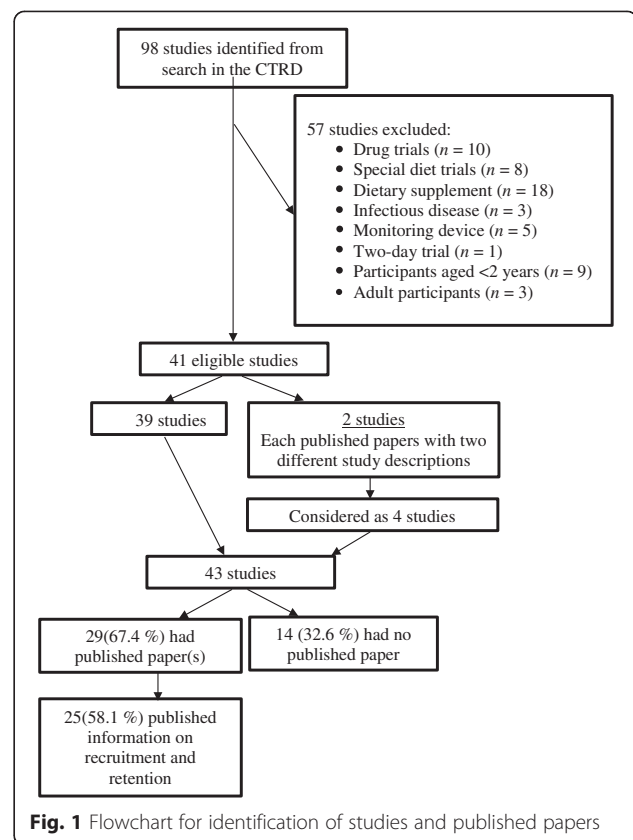 98 studies identified from
search in the CTRD
57 studies excluded:
• Drug trials (n = 10)
• Special diet trials (n = 8)
• Dietary supplement (n = 18)
• Infectious disease (n = 3)
• Monitoring device (n = 5)
• Two-day trial (n = 1)
• Participants aged <2 years (n = 9)
• Adult participants (n = 3)
41 eligible studies
39 studies
2 studies
Each published papers with two
different study descriptions
Considered as 4 studies
43 studies
29(67.4 %) had
published paper(s)
14 (32.6 %) had no
published paper
25(58.1 %) published
information on
recruitment and
retention
Fig. 1 Flowchart for identification of studies and published papers